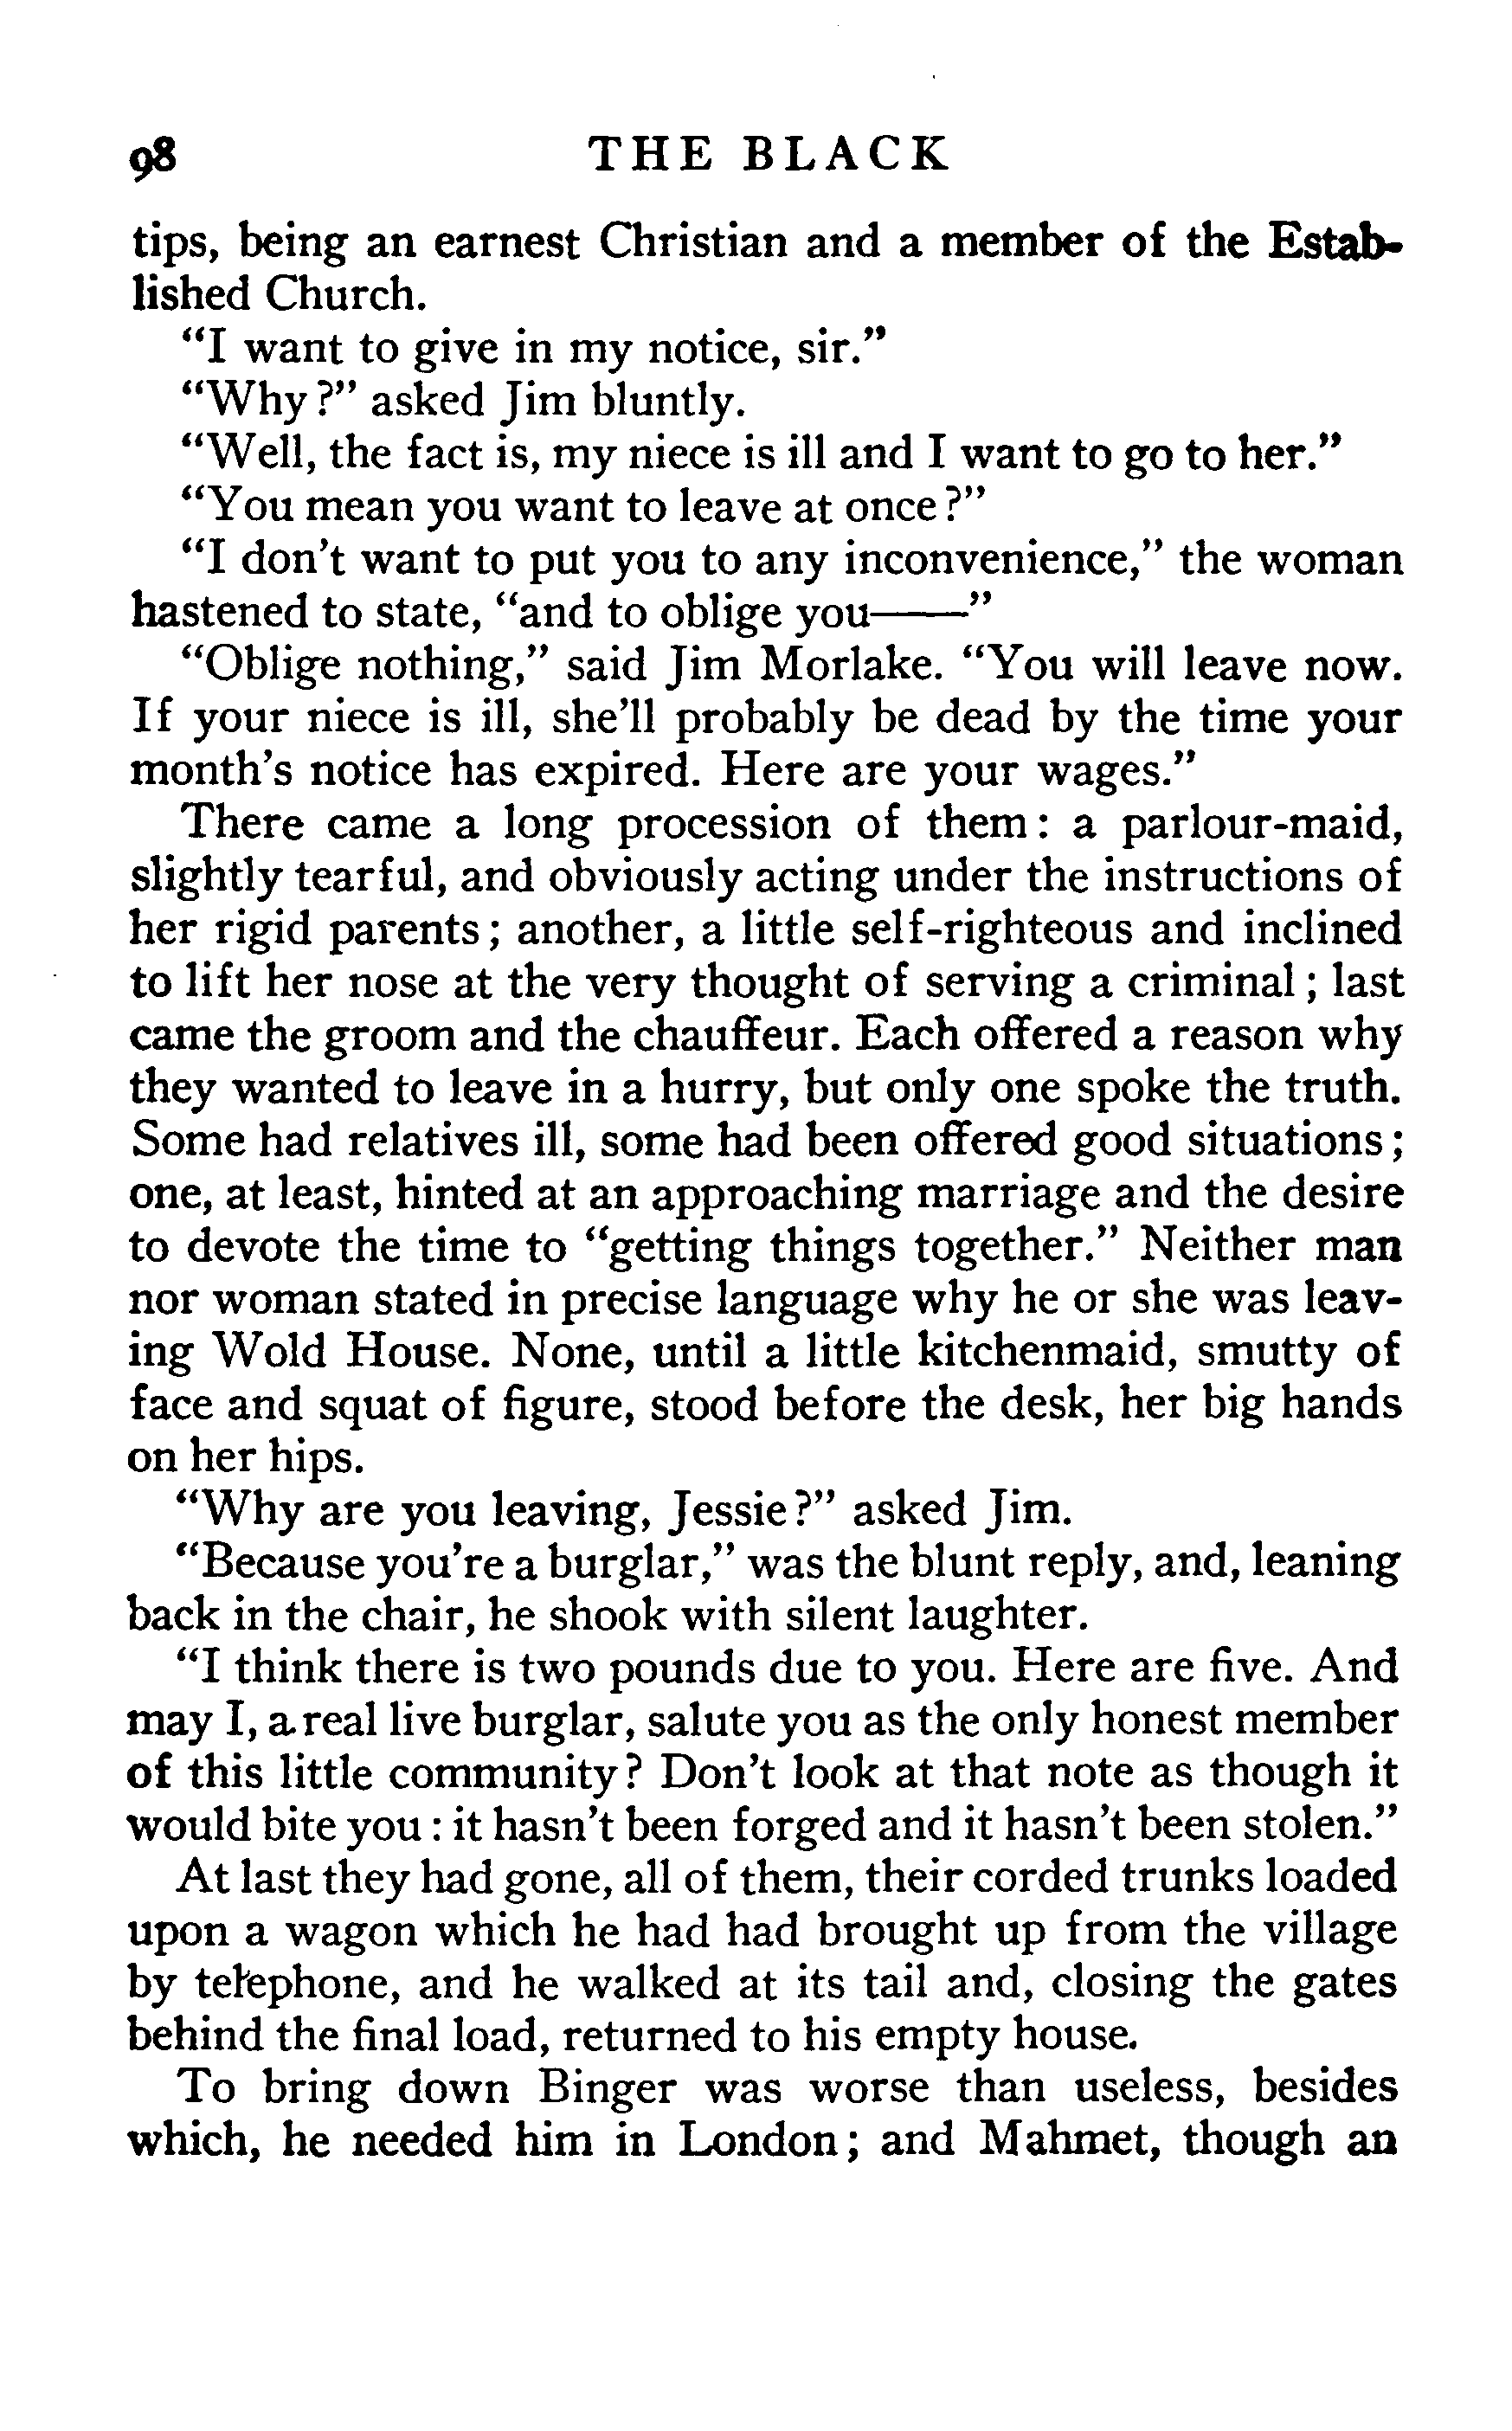 98 THE BLACK
tips, being an earnest Christian and a member of the Estab-
lished Church.
"I want to give in my notice, sir."
"Why?" asked Jim bluntly.
"Well, the fact is, my niece is ill and I want to go to her."
"You mean you want to leave at once?"
"I don't want to put you to any inconvenience," the woman
hastened to state, "and to oblige you——"
"Oblige nothing," said Jim Morlake. "You will leave now.
If your niece is ill, she'll probably be dead by the time your
month's notice has expired. Here are your wages."
There came a long procession of them: a parlour-maid,
slightly tearful, and obviously acting under the instructions of
her rigid parents; another, a little self-righteous and inclined
to lift her nose at the very thought of serving a criminal; last
came the groom and the chauffeur. Each offered a reason why
they wanted to leave in a hurry, but only one spoke the truth.
Some had relatives ill, some had been offered good situations;
one, at least, hinted at an approaching marriage and the desire
to devote the time to "getting things together." Neither man
nor woman stated in precise language why he or she was leav-
ing Wold House. None, until a little kitchenmaid, smutty of
face and squat of figure, stood before the desk, her big hands
on her hips.
"Why are you leaving, Jessie?" asked Jim.
"Because you're a burglar," was the blunt reply, and, leaning
back in the chair, he shook with silent laughter.
"I think there is two pounds due to you. Here are five. And
may I, a real live burglar, salute you as the only honest member
of this little community? Don't look at that note as though it
would bite you: it hasn't been forged and it hasn't been stolen."
At last they had gone, all of them, their corded trunks loaded
upon a wagon which he had had brought up from the village
by telephone, and he walked at its tail and, closing the gates
behind the final load, returned to his empty house.
To bring down Binger was worse than useless, besides
which, he needed him in London; and Mahmet, though an